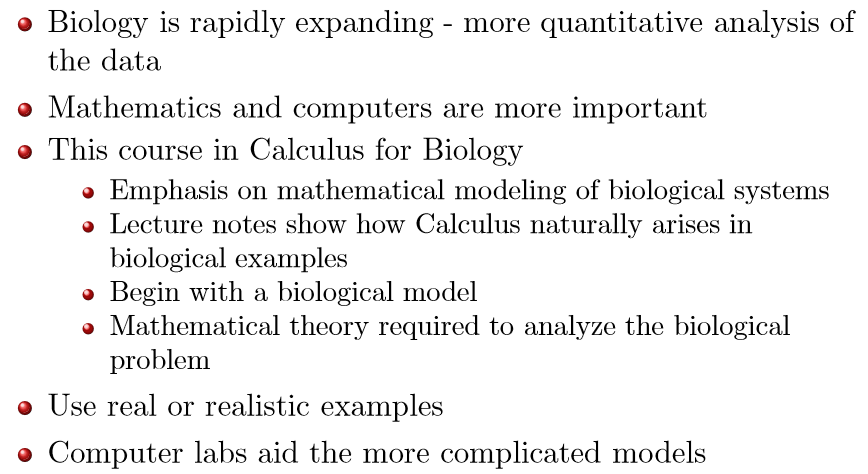 Biology is rapidly expanding - more quantitative analysis of
the data
Mathematics and computers are more important
This course in Calculus for Biology
Emphasis on mathematical modeling of biological systems
Lecture notes show how Calculus naturally arises in
biological examples
Begin with a biological model
Mathematical theory required to analyze the biological
problem
Use real or realistic examples
Computer labs aid the more complicated models